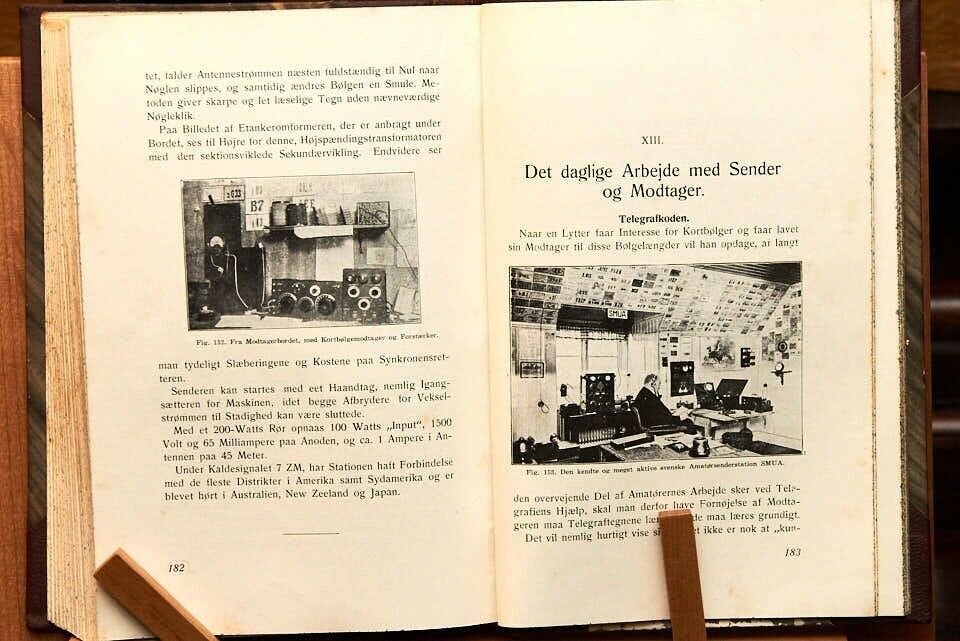 tet, falder Antennestrømmen næsten fuldstændig til Nul naar
Nøglen slippes, og samtidig ændres Bølgen en Smule. Me-
toden giver skarpe og let læselige Tegn uden nævneværdige
Nøgleklik.
Paa Billedet af Etankeromformeren, der er anbragt under
Bordet, ses til Højre for denne, Højspændingstransformatoren
med den sektionsviklede Sekundærvikling. Endvidere ser
B7
Fig. 152. Fra Modtagerbordet, med Kortbølgemodtager og Forstærker.
man tydeligt Slæberingene og Kostene paa Synkronensret-
teren.
Senderen kan startes med eet Haandtag, nemlig Igang-
sætteren for Maskinen, idet begge Afbrydere for Veksel-
strømmen til Stadighed kan være sluttede.
Med et 200-Watts Rør opnaas 100 Watts „Input“, 1500
Volt og 65 Milliampere paa Anoden, og ca. 1 Ampere i An-
tennen paa 45 Meter.
Under Kaldesignalet 7 ZM, har Stationen haft Forbindelse
med de fleste Distrikter i Amerika samt Sydamerika og er
blevet hørt i Australien, New Zeeland og Japan.
182
XIII.
Det daglige Arbejde med Sender
og Modtager.
Telegrafkoden.
Naar en Lytter faar Interesse for Kortbølger og faar lavet
sin Modtager til disse Bølgelængder vil han opdage, at langt
SMUA
Fig. 153. Den kendte og meget aktive svenske Amatørsenderstation SMUA.
den overvejende Del af Amatørernes Arbejde sker ved Tele-
grafiens Hjælp, skal man derfor have Fornøjelse af Modta-
geren maa Telegraftegnene læres maa læres grundigt.
Det vil nemlig hurtigt vise ikke er nok at „kun-
183